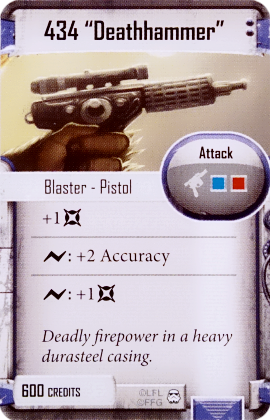 434 “Deathhammer”
Attack
Blaster - Pistol
+1
: +2 Accuracy
: +1
Deadly firepower in a heavy
durasteel casing.
600 CREDITS
©LFL
©FFG